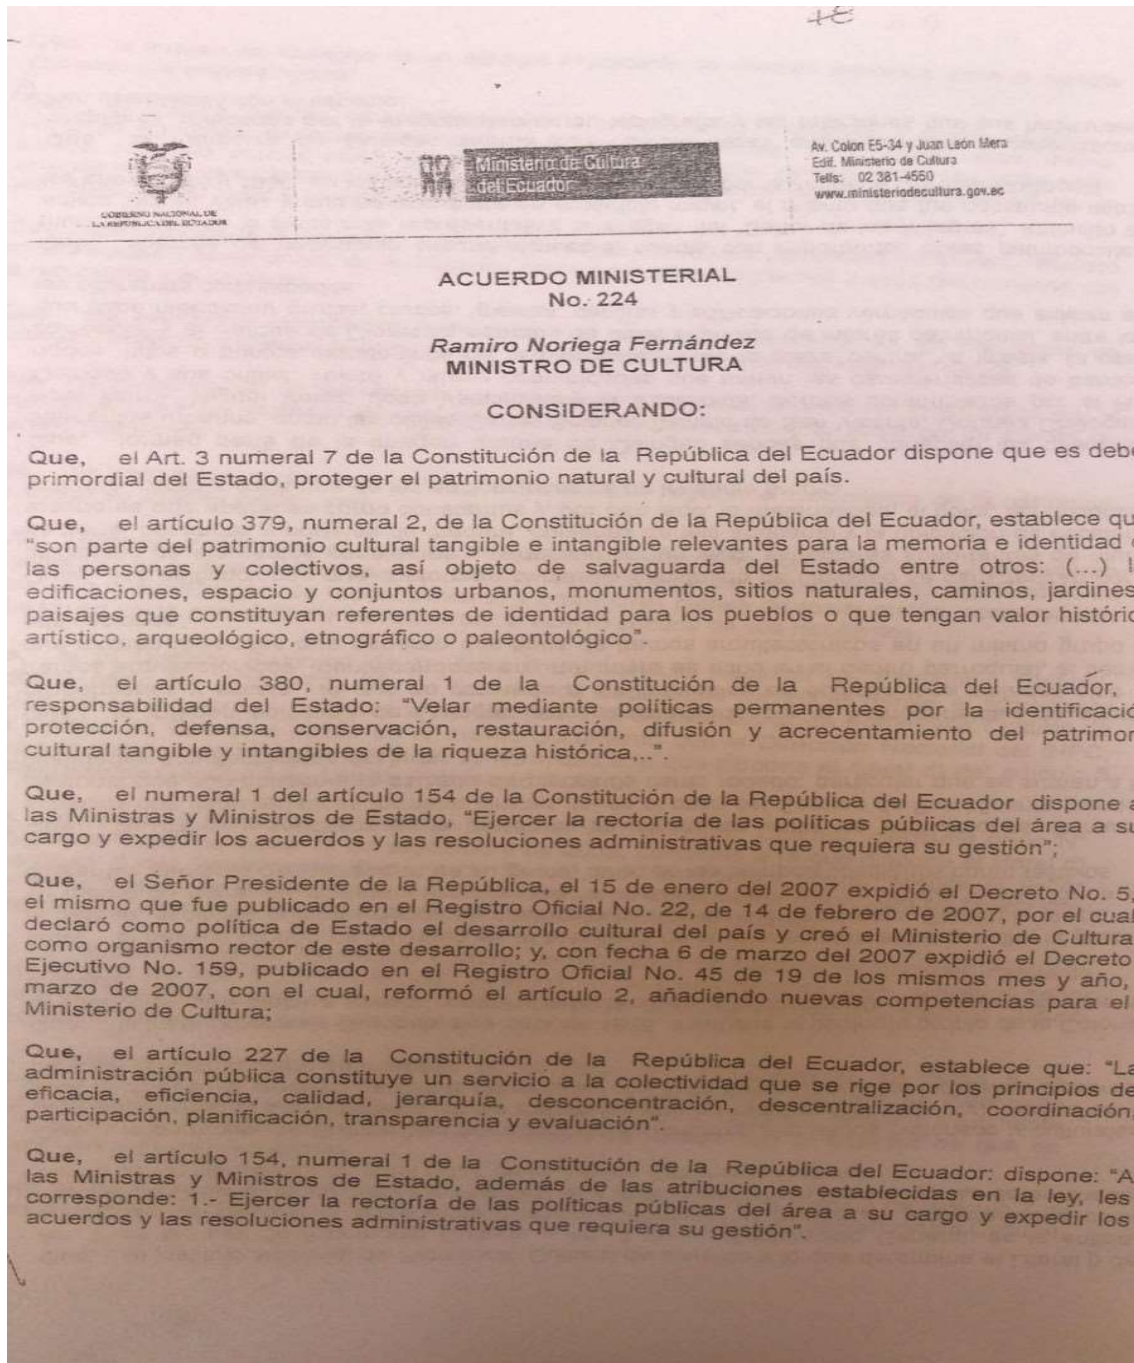 GOBIERNO NACIONAL DE
LA REPÚBLICA DEL ECUADOR
Ministerio de Cultura
del Ecuador
Av. Colon E5-34 y Juan León Mera
Edif. Ministerio de Cultura
Telfs: 02 381-4550
www.ministeriodecultura.gov.ec
ACUERDO MINISTERIAL
No. 224
Ramiro Noriega Fernández
MINISTRO DE CULTURA
CONSIDERANDO:
Que, el Art. 3 numeral 7 de la Constitución de la República del Ecuador dispone que es debe
primordial del Estado, proteger el patrimonio natural y cultural del país.
Que, el artículo 379, numeral 2, de la Constitución de la República del Ecuador, establece qu
“son parte del patrimonio cultural tangible e intangible relevantes para la memoria e identidad
las personas y colectivos, así objeto de salvaguarda del Estado entre otros: (...) l
edificaciones, espacio y conjuntos urbanos, monumentos, sitios naturales, caminos, jardines
paisajes que constituyan referentes de identidad para los pueblos o que tengan valor históric
artístico, arqueológico, etnográfico o paleontológico”.
Que, el artículo 380, numeral 1 de la Constitución de la República del Ecuador,
responsabilidad del Estado: “Velar mediante políticas permanentes por la identificació
protección, defensa, conservación, restauración, difusión y acrecentamiento del patrimon
cultural tangible y intangibles de la riqueza histórica,..”.
Que, el numeral 1 del artículo 154 de la Constitución de la República del Ecuador dispone a
las Ministras y Ministros de Estado, “Ejercer la rectoría de las políticas públicas del área a su
cargo y expedir los acuerdos y las resoluciones administrativas que requiera su gestión”;
Que, el Señor Presidente de la República, el 15 de enero del 2007 expidió el Decreto No. 5,
el mismo que fue publicado en el Registro Oficial No. 22, de 14 de febrero de 2007, por el cual
declaró como política de Estado el desarrollo cultural del país y creó el Ministerio de Cultura
como organismo rector de este desarrollo; y, con fecha 6 de marzo del 2007 expidió el Decreto
Ejecutivo No. 159, publicado en el Registro Oficial No. 45 de 19 de los mismos mes y año,
marzo de 2007, con el cual, reformó el artículo 2, añadiendo nuevas competencias para el
Ministerio de Cultura;
Que, el artículo 227 de la Constitución de la República del Ecuador, establece que: “La
administración pública constituye un servicio a la colectividad que se rige por los principios de
eficacia, eficiencia, calidad, jerarquía, desconcentración, descentralización, coordinación,
participación, planificación, transparencia y evaluación”.
Que, el artículo 154, numeral 1 de la Constitución de la República del Ecuador: dispone: “A
las Ministras y Ministros de Estado, además de las atribuciones establecidas en la ley, les
corresponde: 1.- Ejercer la rectoría de las políticas públicas del área a su cargo y expedir los
acuerdos y las resoluciones administrativas que requiera su gestión”.